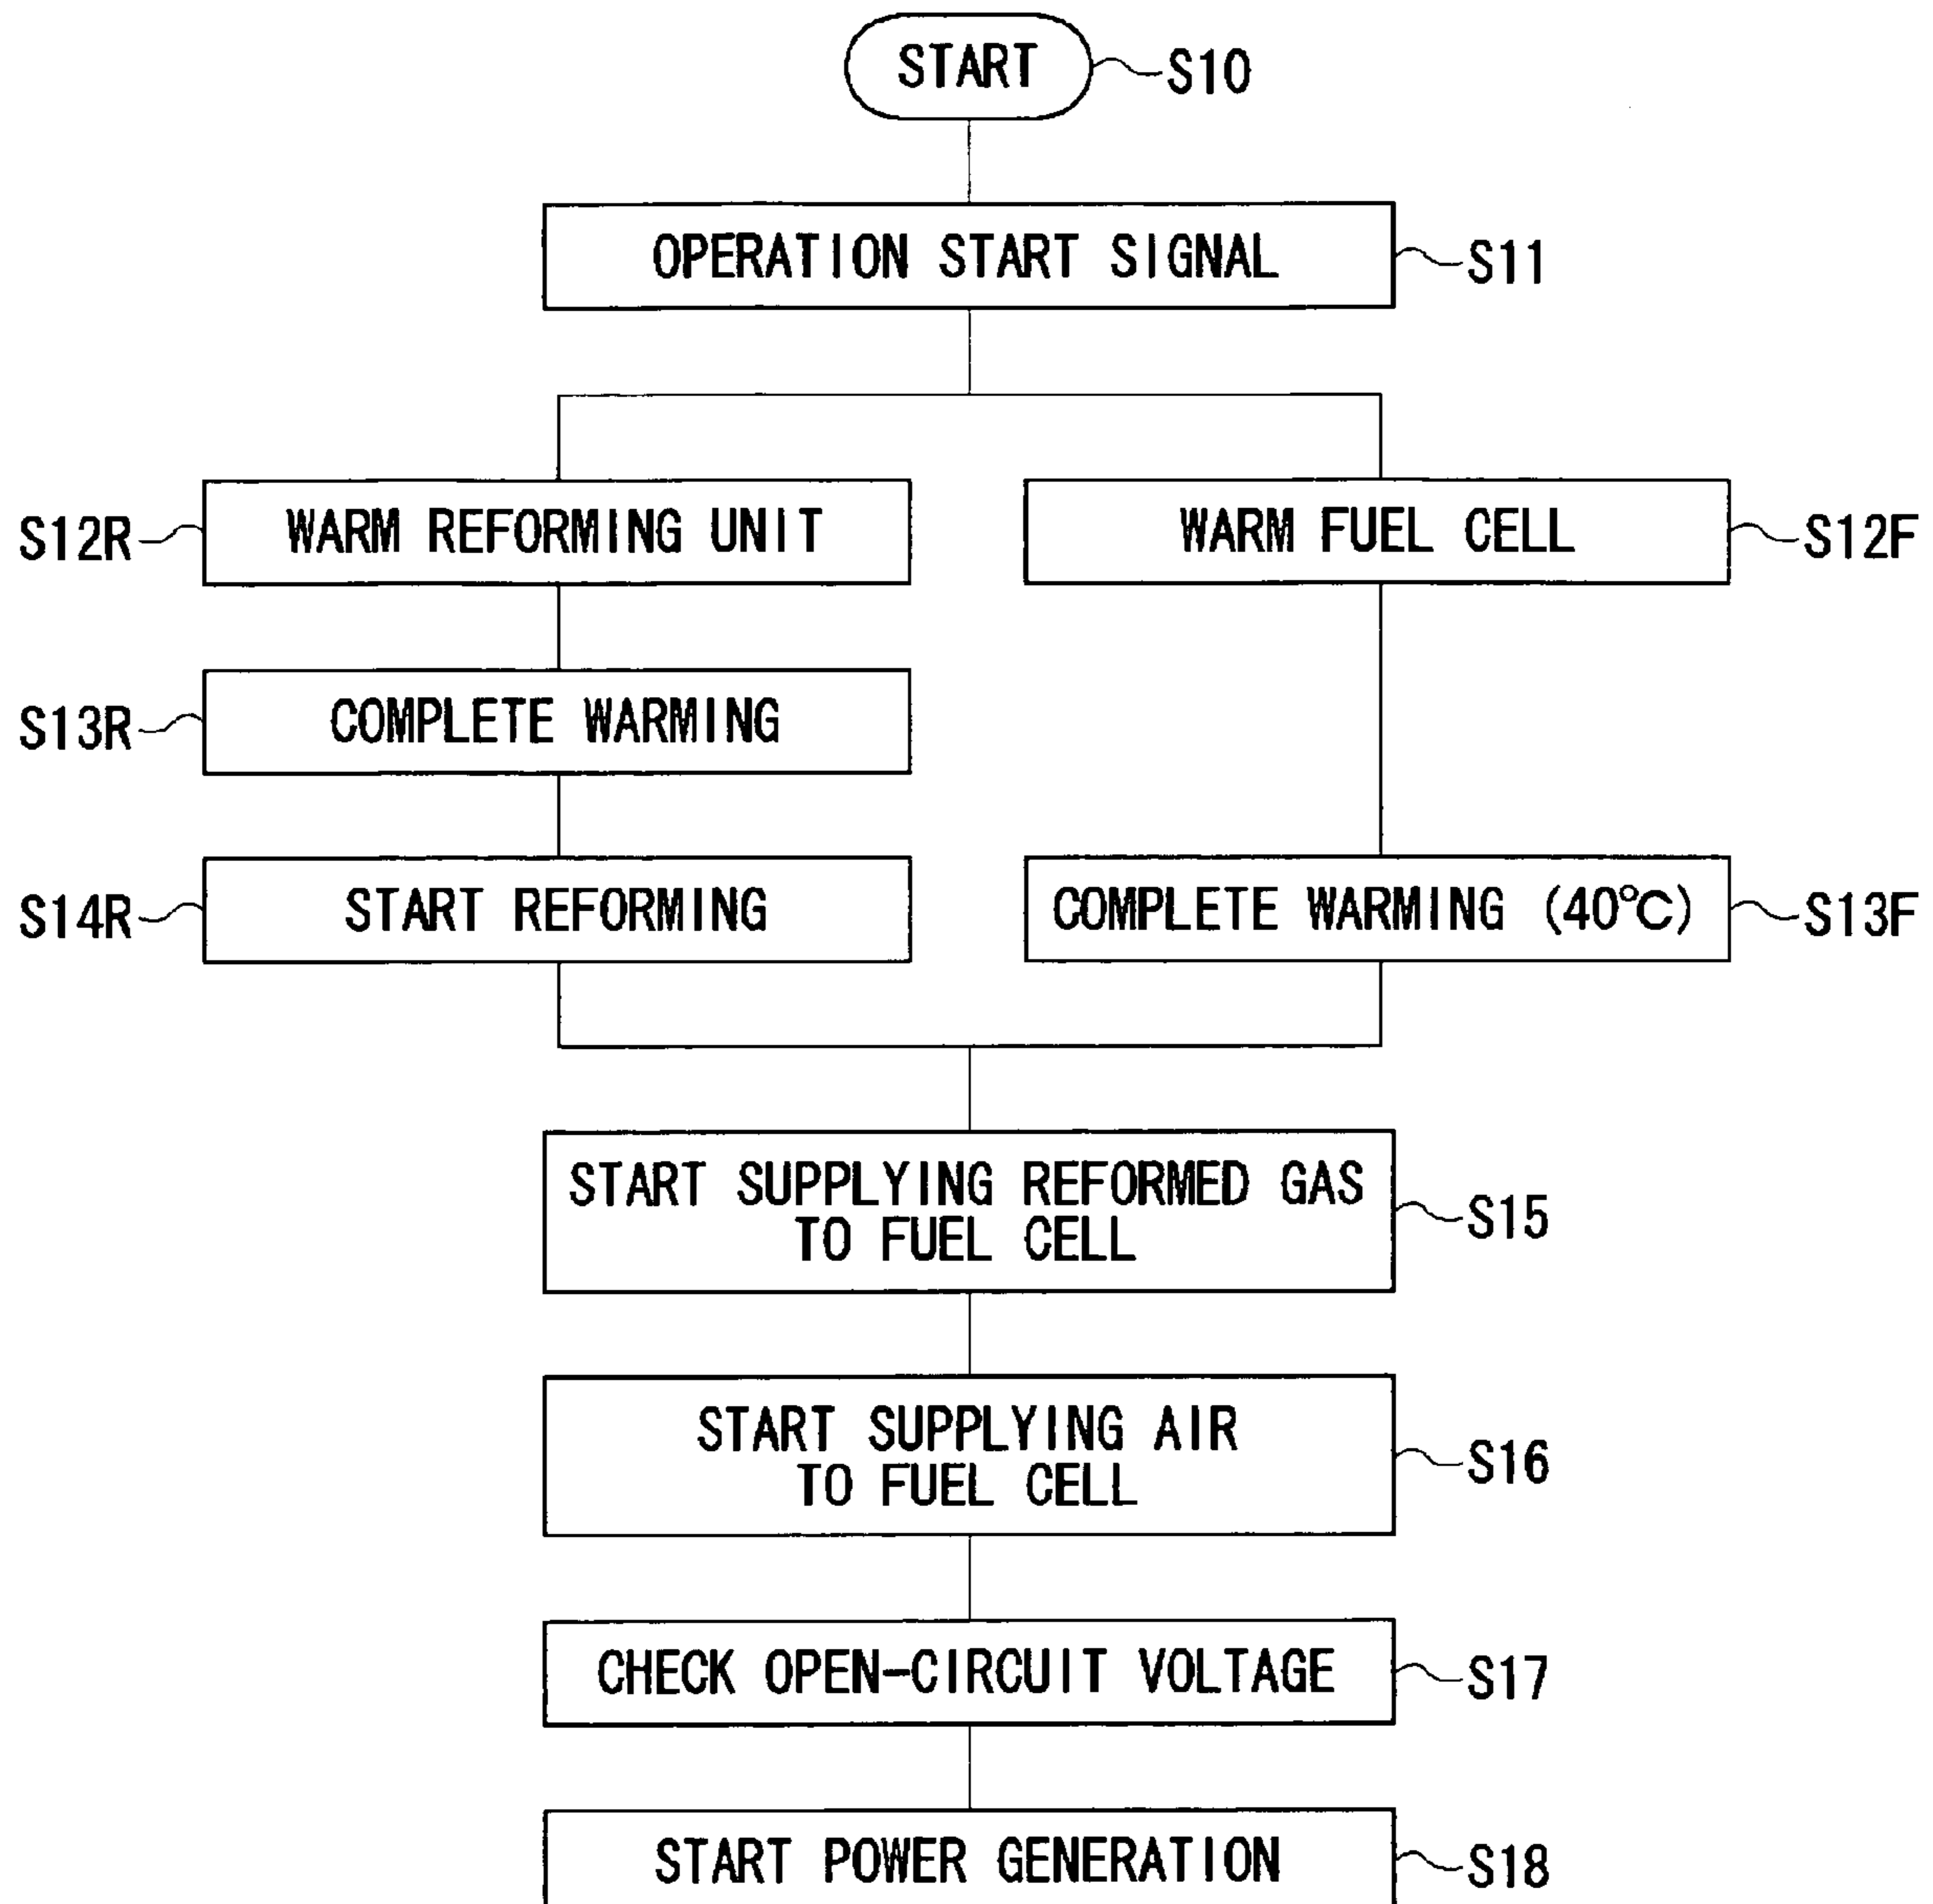 START
S10
OPERATION START SIGNAL
S11
S12R
WARM REFORMING UNIT
WARM FUEL CELL
S12F
S13R
COMPLETE WARMING
S14R
START REFORMING
COMPLETE WARMING (40°C)
S13F
START SUPPLYING REFORMED GAS
TO FUEL CELL
S15
START SUPPLYING AIR
TO FUEL CELL
S16
CHECK OPEN-CIRCUIT VOLTAGE
S17
START POWER GENERATION
S18